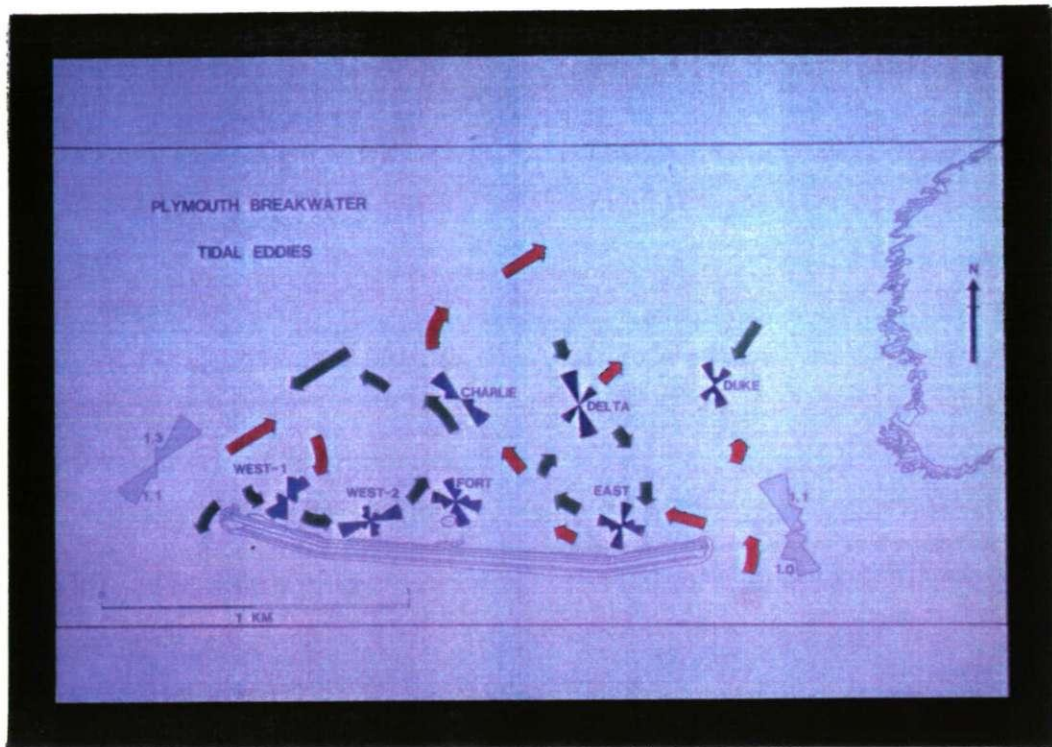 PLYMOUTH BREAKWATER
TIDAL EDDIES
N
CHARLIE
DELTA
DUKE
1.3
1.1
WEST-1
WEST-2
FORT
EAST
1.1
1.0
1 KM